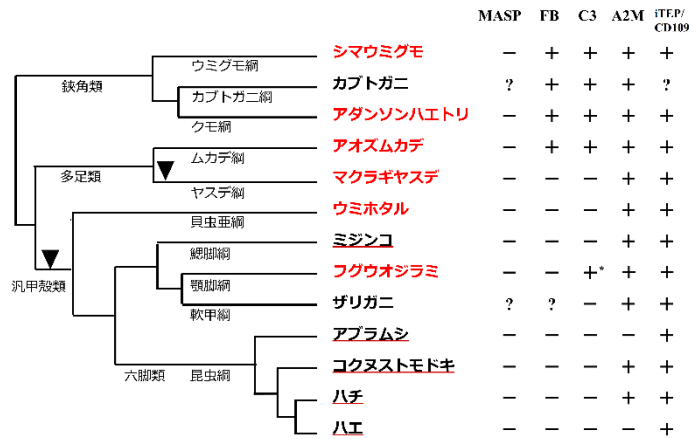 MASP FB C3 A2M iTEP/CD109
シマウミグモ − + + + +
ウミグモ綱
鋏角類
カブトガニ ? + + + ?
カブトガニ綱
アダンソンハエトリ − + + + +
クモ綱
アオズムカデ − + + + +
ムカデ綱
多足類
マクラギヤスデ − − − + +
ヤスデ綱
ウミホタル − − − + +
貝虫亜綱
ミジンコ − − − + +
鰓脚綱
フグウオジラミ − − +* + +
汎甲殻類
顎脚綱
ザリガニ ? ? − + +
軟甲綱
アブラムシ − − − − +
コクヌストモドキ − − − + +
六脚類 昆虫綱
ハチ − − − + +
ハエ − − − − +